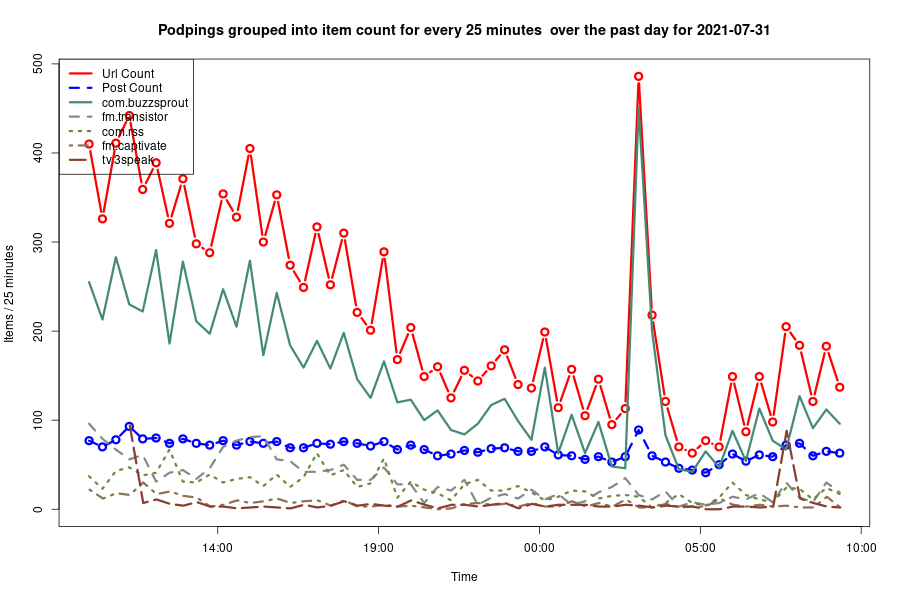 Podpings grouped into item count for every 25 minutes  over the past day for 2021-07-31
Url Count
Post Count
com.buzzsprout
fm.transistor
com.rss
fm.captivate
tv.3speak
Items / 25 minutes
500
400
300
200
100
0
14:00
19:00
00:00
05:00
10:00
Time